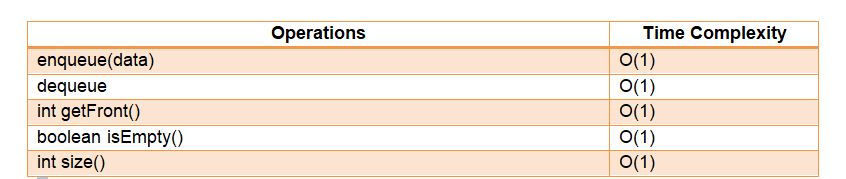 Operations Time Complexity
enqueue(data) O(1)
dequeue O(1)
int getFront() O(1)
boolean isEmpty() O(1)
int size() O(1)